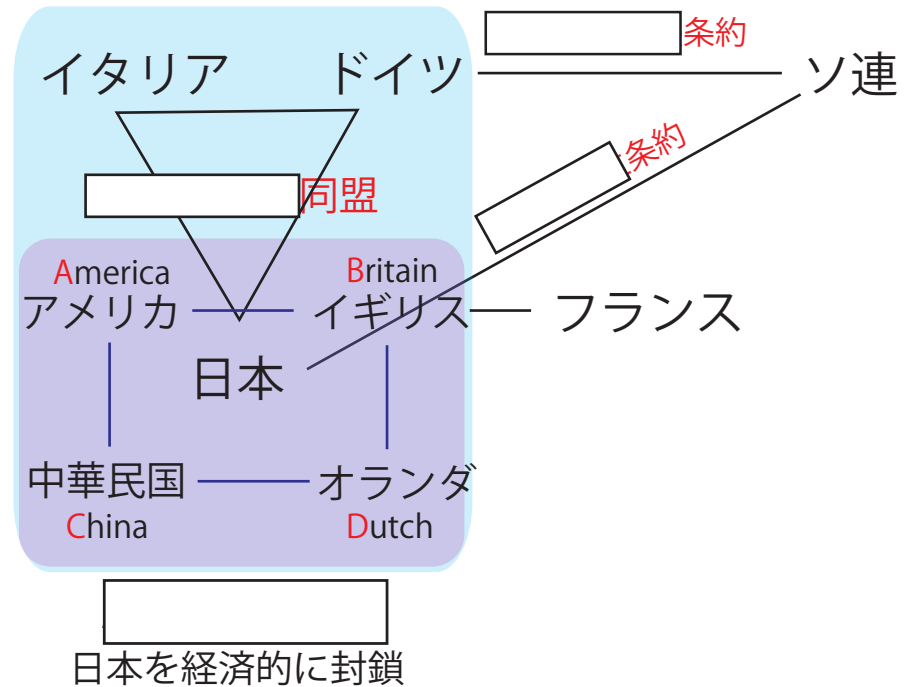 条約
イタリア
ドイツ
ソ連
条約
同盟
America
Britain
アメリカ
イギリス
フランス
日本
中華民国
オランダ
China
Dutch
日本を経済的に封鎖